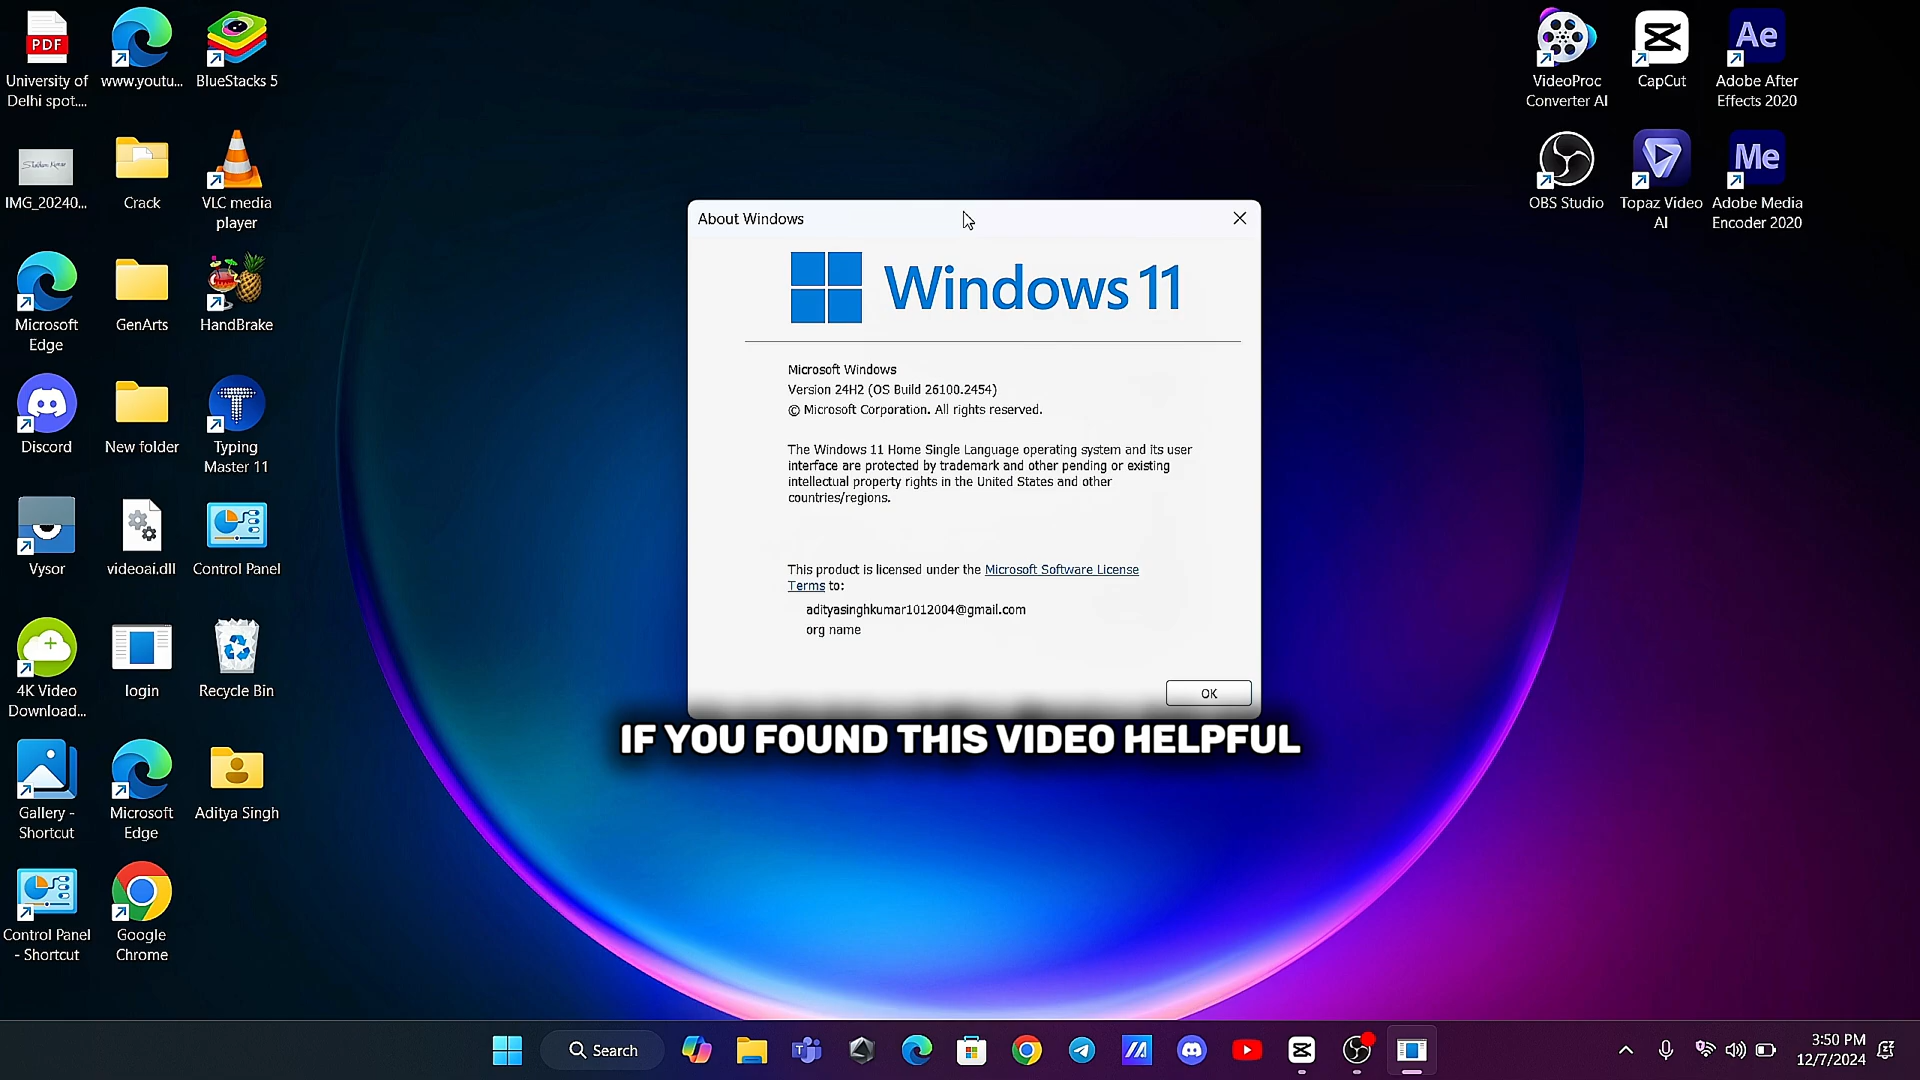 PDF
University of
Delhi spot....
www.youtu...
BlueStacks 5
IMG_20240...
Crack
VLC media
player
Microsoft
Edge
GenArts
HandBrake
Discord
New folder
T
Typing
Master 11
Vysor
videoai.dll
Control Panel
4K Video
Download...
login
Recycle Bin
Gallery -
Shortcut
Microsoft
Edge
Aditya Singh
Control Panel
- Shortcut
Google
Chrome
VideoProc
Converter AI
CapCut
Ae
Adobe After
Effects 2020
OBS Studio
Topaz Video
AI
Me
Adobe Media
Encoder 2020
About Windows
Windows 11
Microsoft Windows
Version 24H2 (OS Build 26100.2454)
© Microsoft Corporation. All rights reserved.
The Windows 11 Home Single Language operating system and its user
interface are protected by trademark and other pending or existing
intellectual property rights in the United States and other
countries/regions.
This product is licensed under the Microsoft Software License
Terms to:
adityasinghkumar1012004@gmail.com
org name
OK
IF YOU FOUND THIS VIDEO HELPFUL
Search
3:50 PM
12/7/2024